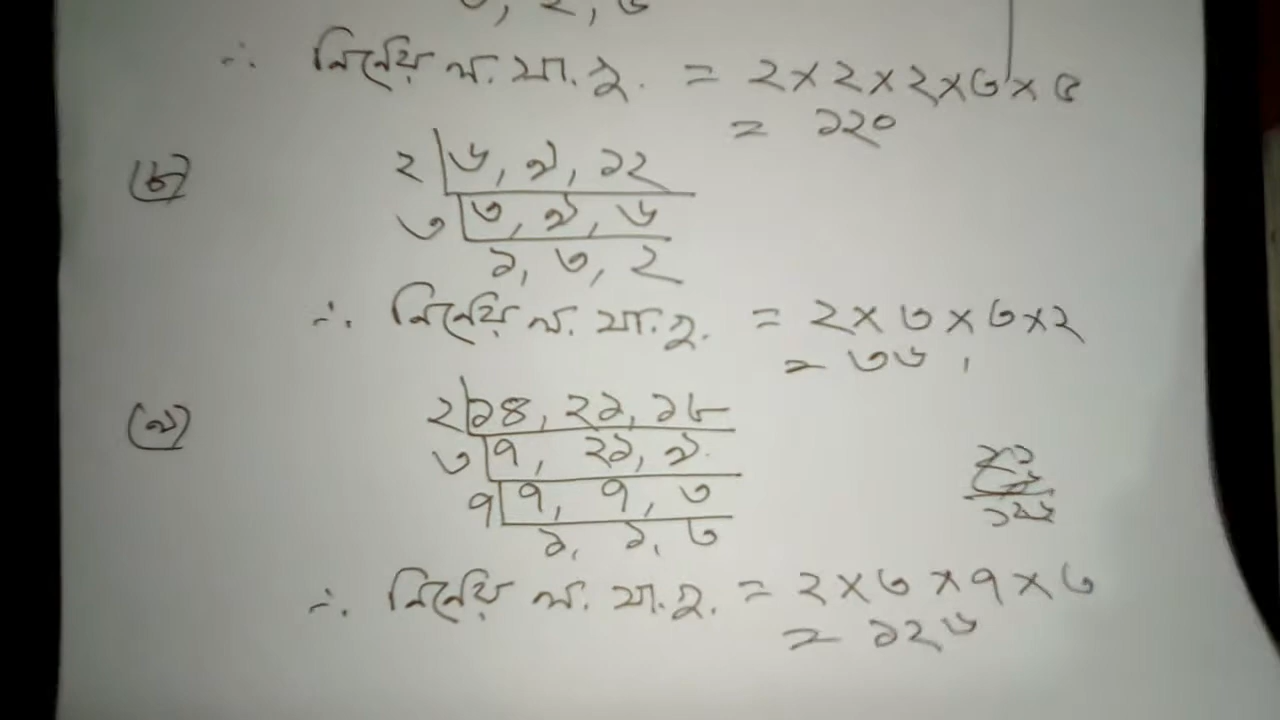 ∴ নির্নেয় ল. সা. গু. = ২×২×২×৩×৫
= ১২০
(৮) ২ | ৬, ৯, ১২
৩ | ৩, ৯, ৬
১, ৩, ২
∴ নির্নেয় ল. সা. গু. = ২×৩×৩×২
= ৩৬,
(৯) ২ | ১৪, ২১, ১৮
৩ | ৭, ২১, ৯
৭ | ৭, ৭, ৩
১, ১, ৩
∴ নির্নেয় ল. সা. গু. = ২×৩×৭×৩
= ১২৬